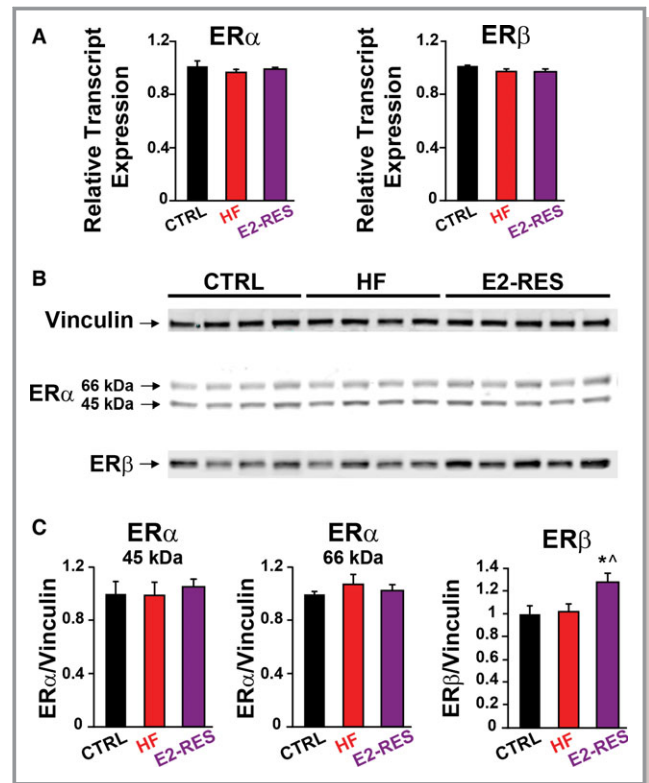 A
ERα
ERβ
Relative Transcript
Expression
1.2
0.8
0.4
0
CTRL
HF
E2-RES
Relative Transcript
Expression
1.2
0.8
0.4
0
CTRL
HF
E2-RES
B
CTRL HF E2-RES
Vinculin →
ERα 66 kDa →
45 kDa →
ERβ →
C
ERα
45 kDa
ERα/Vinculin
1.2
0.8
0.4
0
CTRL
HF
E2-RES
ERα
66 kDa
ERα/Vinculin
1.2
0.8
0.4
0
CTRL
HF
E2-RES
ERβ
*^
ERβ/Vinculin
1.4
1.2
1
0.8
0.6
0.4
0.2
0
CTRL
HF
E2-RES